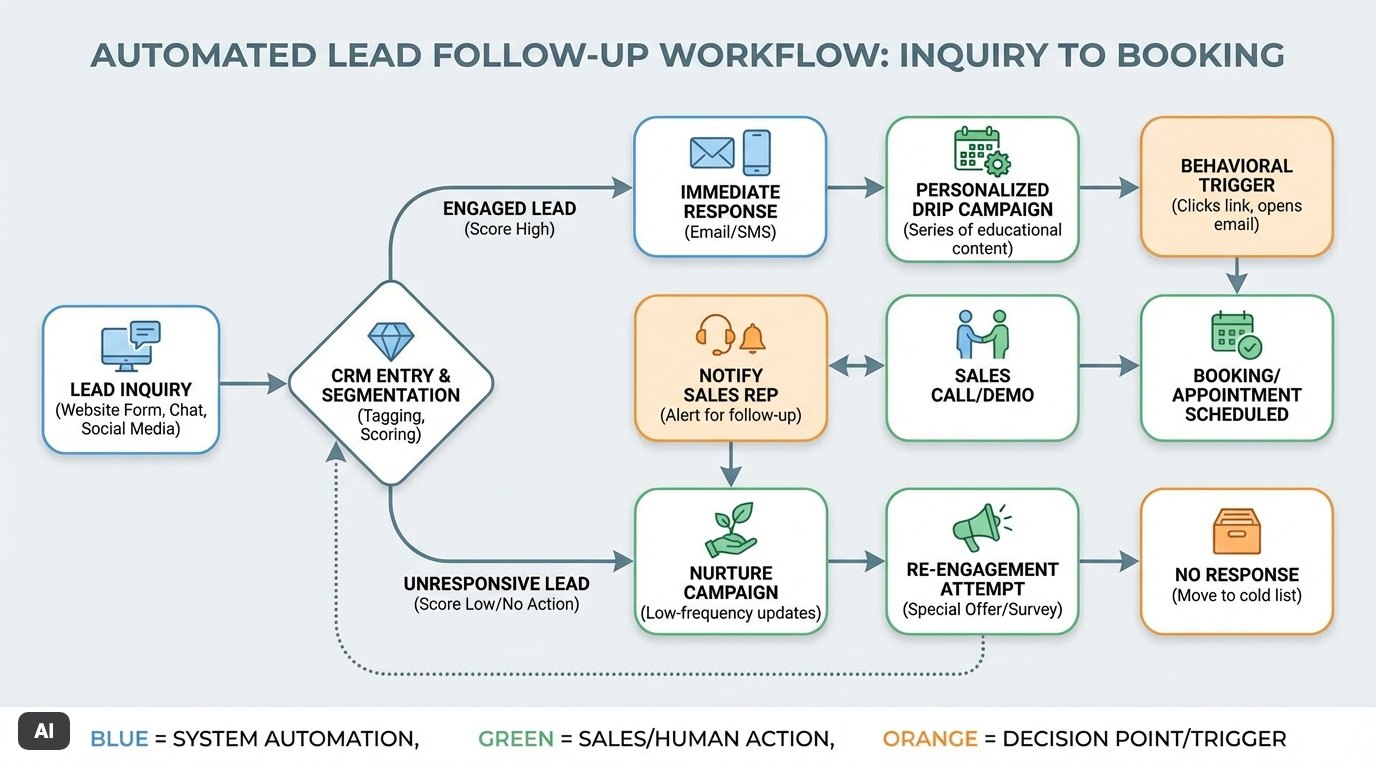 AUTOMATED LEAD FOLLOW-UP WORKFLOW: INQUIRY TO BOOKING
LEAD INQUIRY
(Website Form, Chat,
Social Media)
CRM ENTRY &
SEGMENTATION
(Tagging,
Scoring)
ENGAGED LEAD
(Score High)
IMMEDIATE
RESPONSE
(Email/SMS)
PERSONALIZED
DRIP CAMPAIGN
(Series of educational
content)
BEHAVIORAL
TRIGGER
(Clicks link, opens
email)
NOTIFY
SALES REP
(Alert for follow-up)
SALES
CALL/DEMO
BOOKING/
APPOINTMENT
SCHEDULED
UNRESPONSIVE LEAD
(Score Low/No Action)
NURTURE
CAMPAIGN
(Low-frequency updates)
RE-ENGAGEMENT
ATTEMPT
(Special Offer/Survey)
NO RESPONSE
(Move to cold list)
AI
BLUE = SYSTEM AUTOMATION, GREEN = SALES/HUMAN ACTION, ORANGE = DECISION POINT/TRIGGER